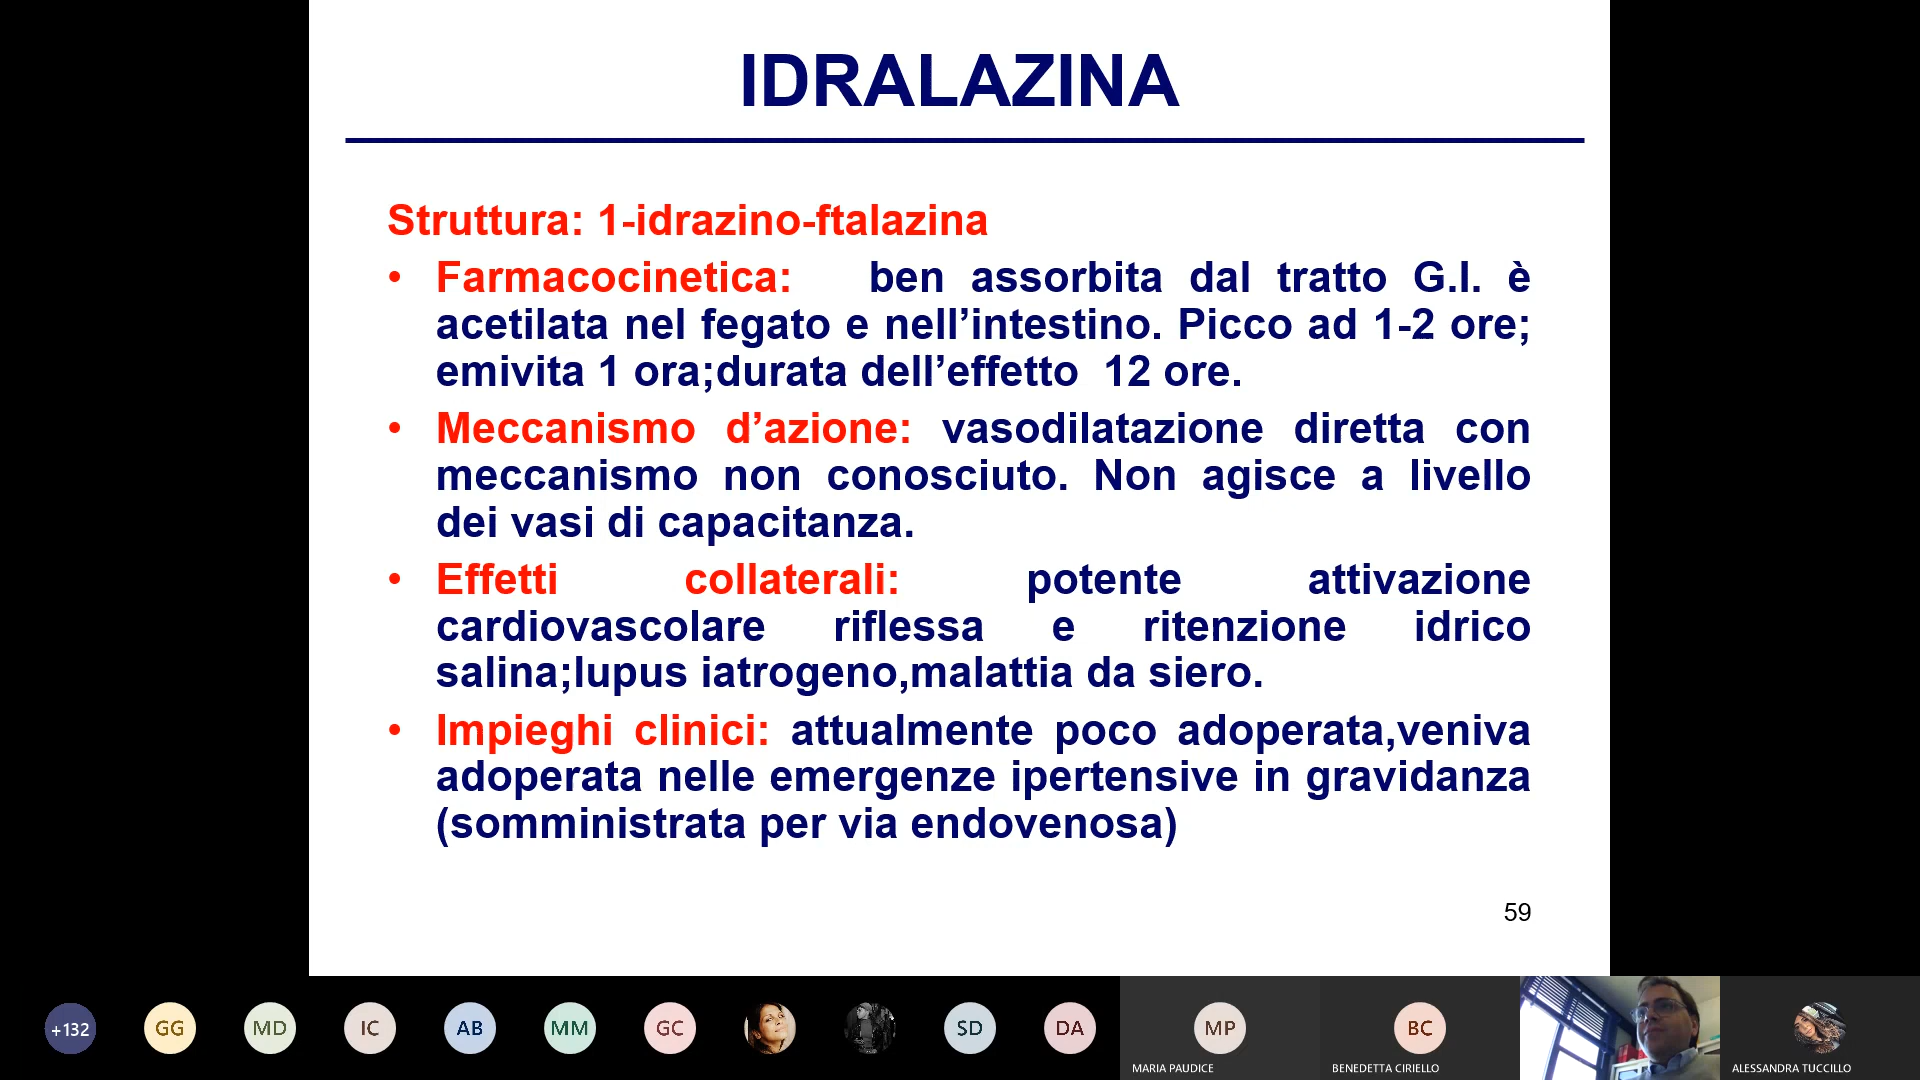 IDRALAZINA
Struttura: 1-idrazino-ftalazina
• Farmacocinetica: ben assorbita dal tratto G.I. è
acetilata nel fegato e nell’intestino. Picco ad 1-2 ore;
emivita 1 ora;durata dell’effetto 12 ore.
• Meccanismo d’azione: vasodilatazione diretta con
meccanismo non conosciuto. Non agisce a livello
dei vasi di capacitanza.
• Effetti collaterali: potente attivazione
cardiovascolare riflessa e ritenzione idrico
salina;lupus iatrogeno,malattia da siero.
• Impieghi clinici: attualmente poco adoperata,veniva
adoperata nelle emergenze ipertensive in gravidanza
(somministrata per via endovenosa)
59
+132 GG MD IC AB MM GC SD DA MP BC
MARIA PAUDICE BENEDETTA CIRIELLO ALESSANDRA TUCCILLO